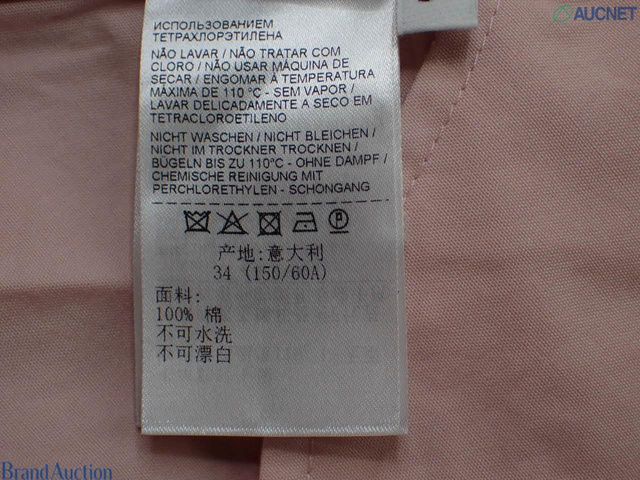 AUCNET
ИСПОЛЬЗОВАНИЕМ
ТЕТРАХЛОРЭТИЛЕНА
NÃO LAVAR / NÃO TRATAR COM
CLORO / NÃO USAR MÁQUINA DE
SECAR / ENGOMAR À TEMPERATURA
MÁXIMA DE 110 °C - SEM VAPOR /
LAVAR DELICADAMENTE A SECO EM
TETRACLOROETILENO
NICHT WASCHEN / NICHT BLEICHEN /
NICHT IM TROCKNER TROCKNEN /
BÜGELN BIS ZU 110°C - OHNE DAMPF /
CHEMISCHE REINIGUNG MIT
PERCHLORETHYLEN - SCHONGANG
P
产地:意大利
34 (150/60A)
面料:
100% 棉
不可水洗
不可漂白
Brand Auction